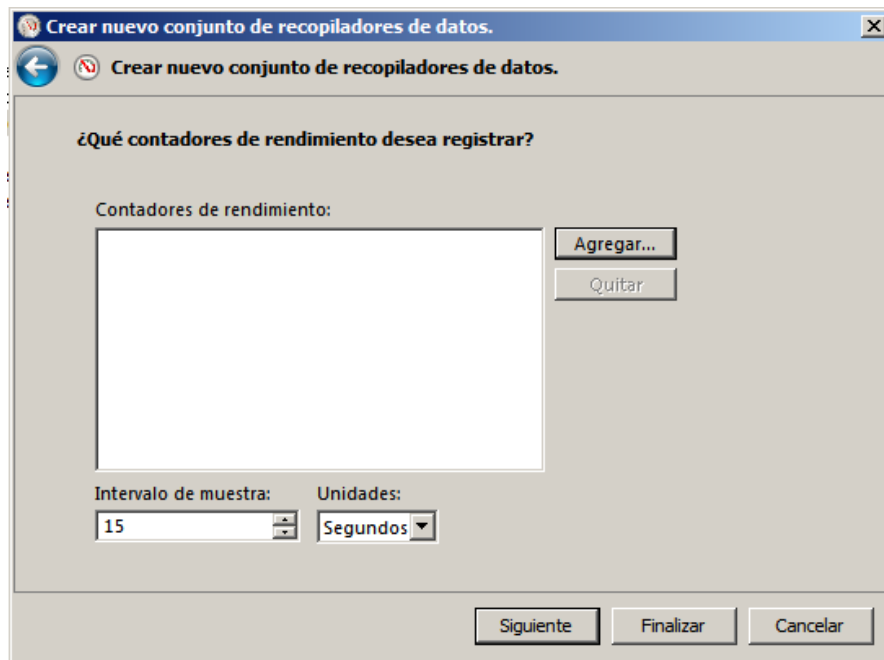 Crear nuevo conjunto de recopiladores de datos.
Crear nuevo conjunto de recopiladores de datos.
¿Qué contadores de rendimiento desea registrar?
Contadores de rendimiento:
Agregar...
Quitar
Intervalo de muestra: Unidades:
15 Segundos
Siguiente Finalizar Cancelar